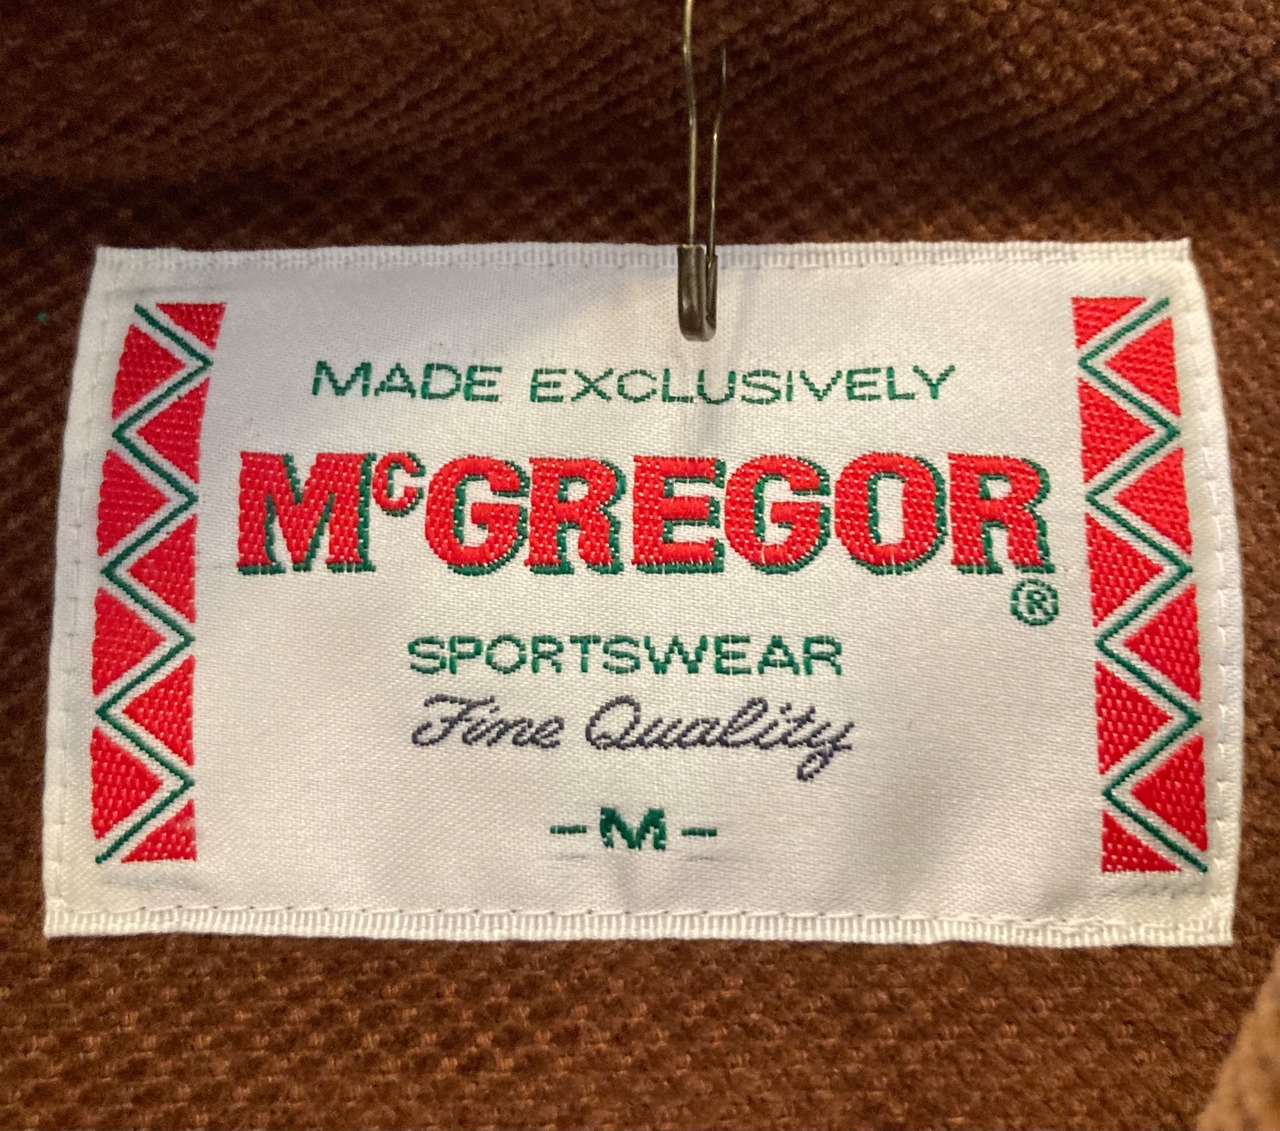 MADE EXCLUSIVELY
McGREGOR®
SPORTSWEAR
Fine Quality
-M-